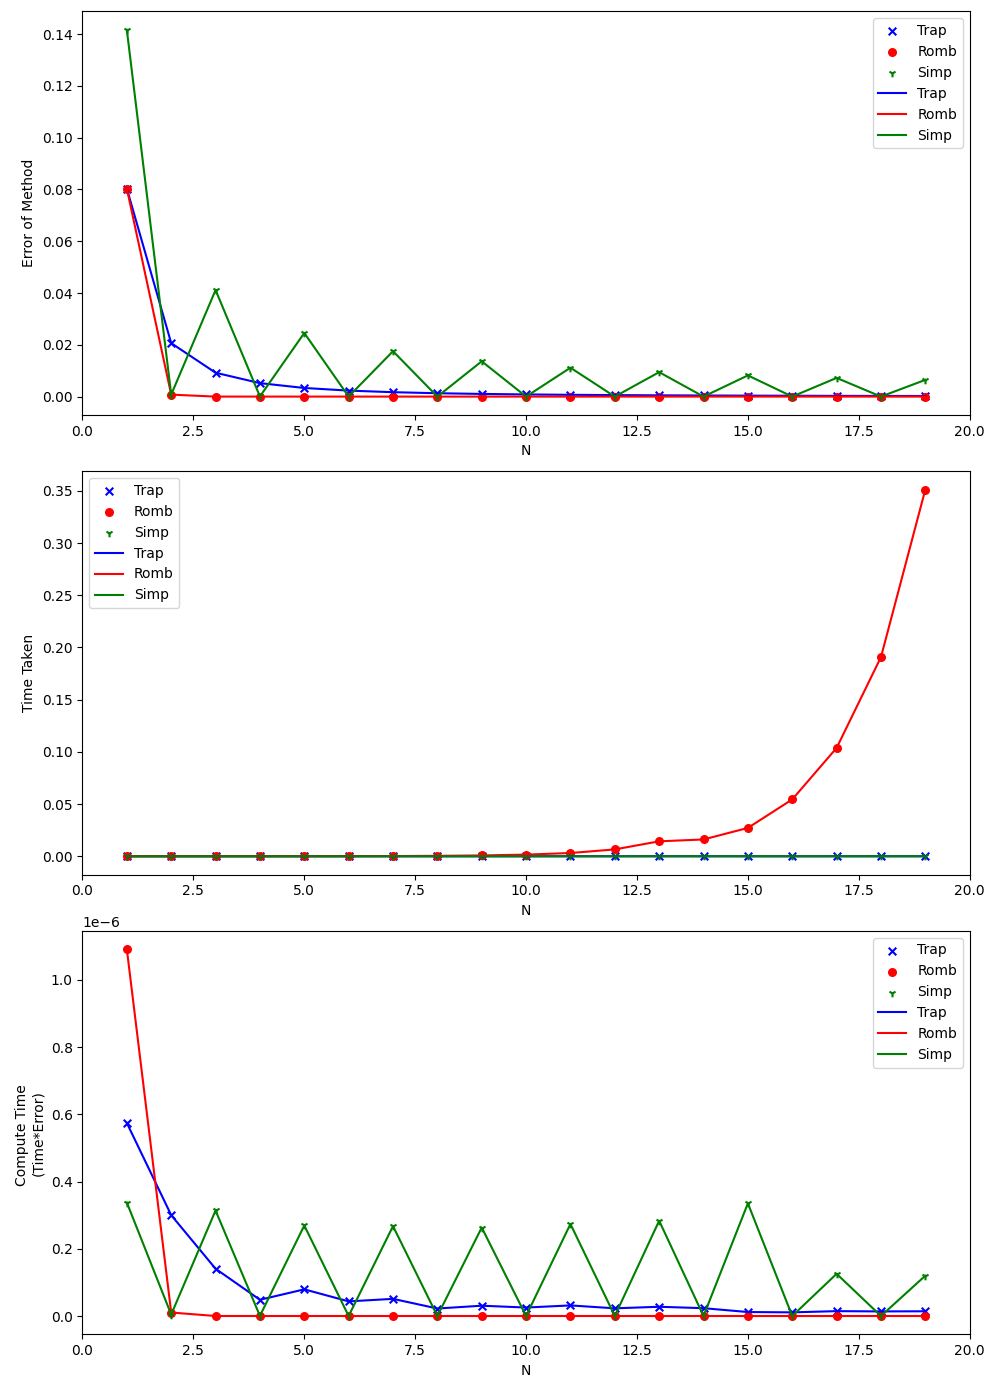 0.14
0.12
0.10
0.08
0.06
0.04
0.02
0.00
Error of Method
Trap
Romb
Simp
Trap
Romb
Simp
0.0 2.5 5.0 7.5 10.0 12.5 15.0 17.5 20.0
N
0.35
0.30
0.25
0.20
0.15
0.10
0.05
0.00
Time Taken
Trap
Romb
Simp
Trap
Romb
Simp
0.0 2.5 5.0 7.5 10.0 12.5 15.0 17.5 20.0
N
1e−6
1.0
0.8
0.6
0.4
0.2
0.0
Compute Time
(Time*Error)
Trap
Romb
Simp
Trap
Romb
Simp
0.0 2.5 5.0 7.5 10.0 12.5 15.0 17.5 20.0
N